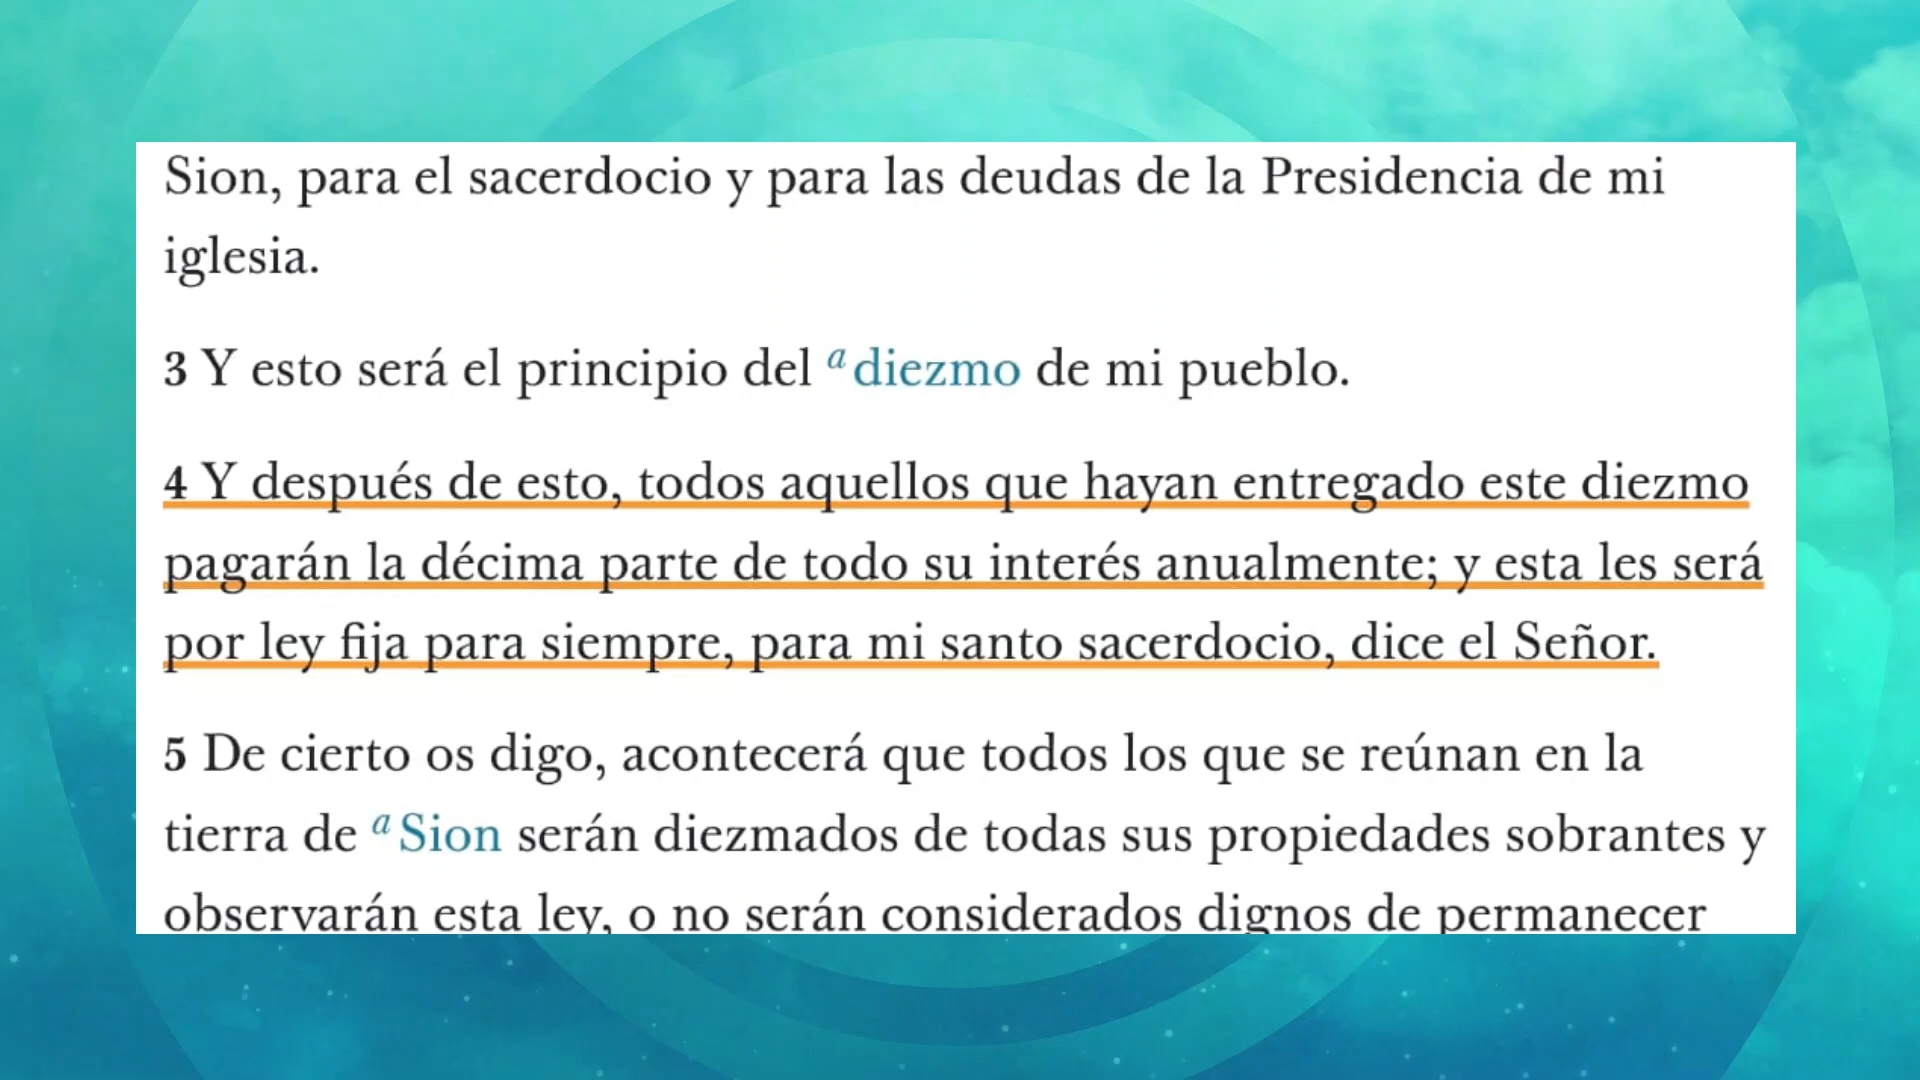 Sion, para el sacerdocio y para las deudas de la Presidencia de mi
iglesia.
3 Y esto será el principio del a diezmo de mi pueblo.
4 Y después de esto, todos aquellos que hayan entregado este diezmo
pagarán la décima parte de todo su interés anualmente; y esta les será
por ley fija para siempre, para mi santo sacerdocio, dice el Señor.
5 De cierto os digo, acontecerá que todos los que se reúnan en la
tierra de a Sion serán diezmados de todas sus propiedades sobrantes y
observarán esta ley, o no serán considerados dignos de permanecer